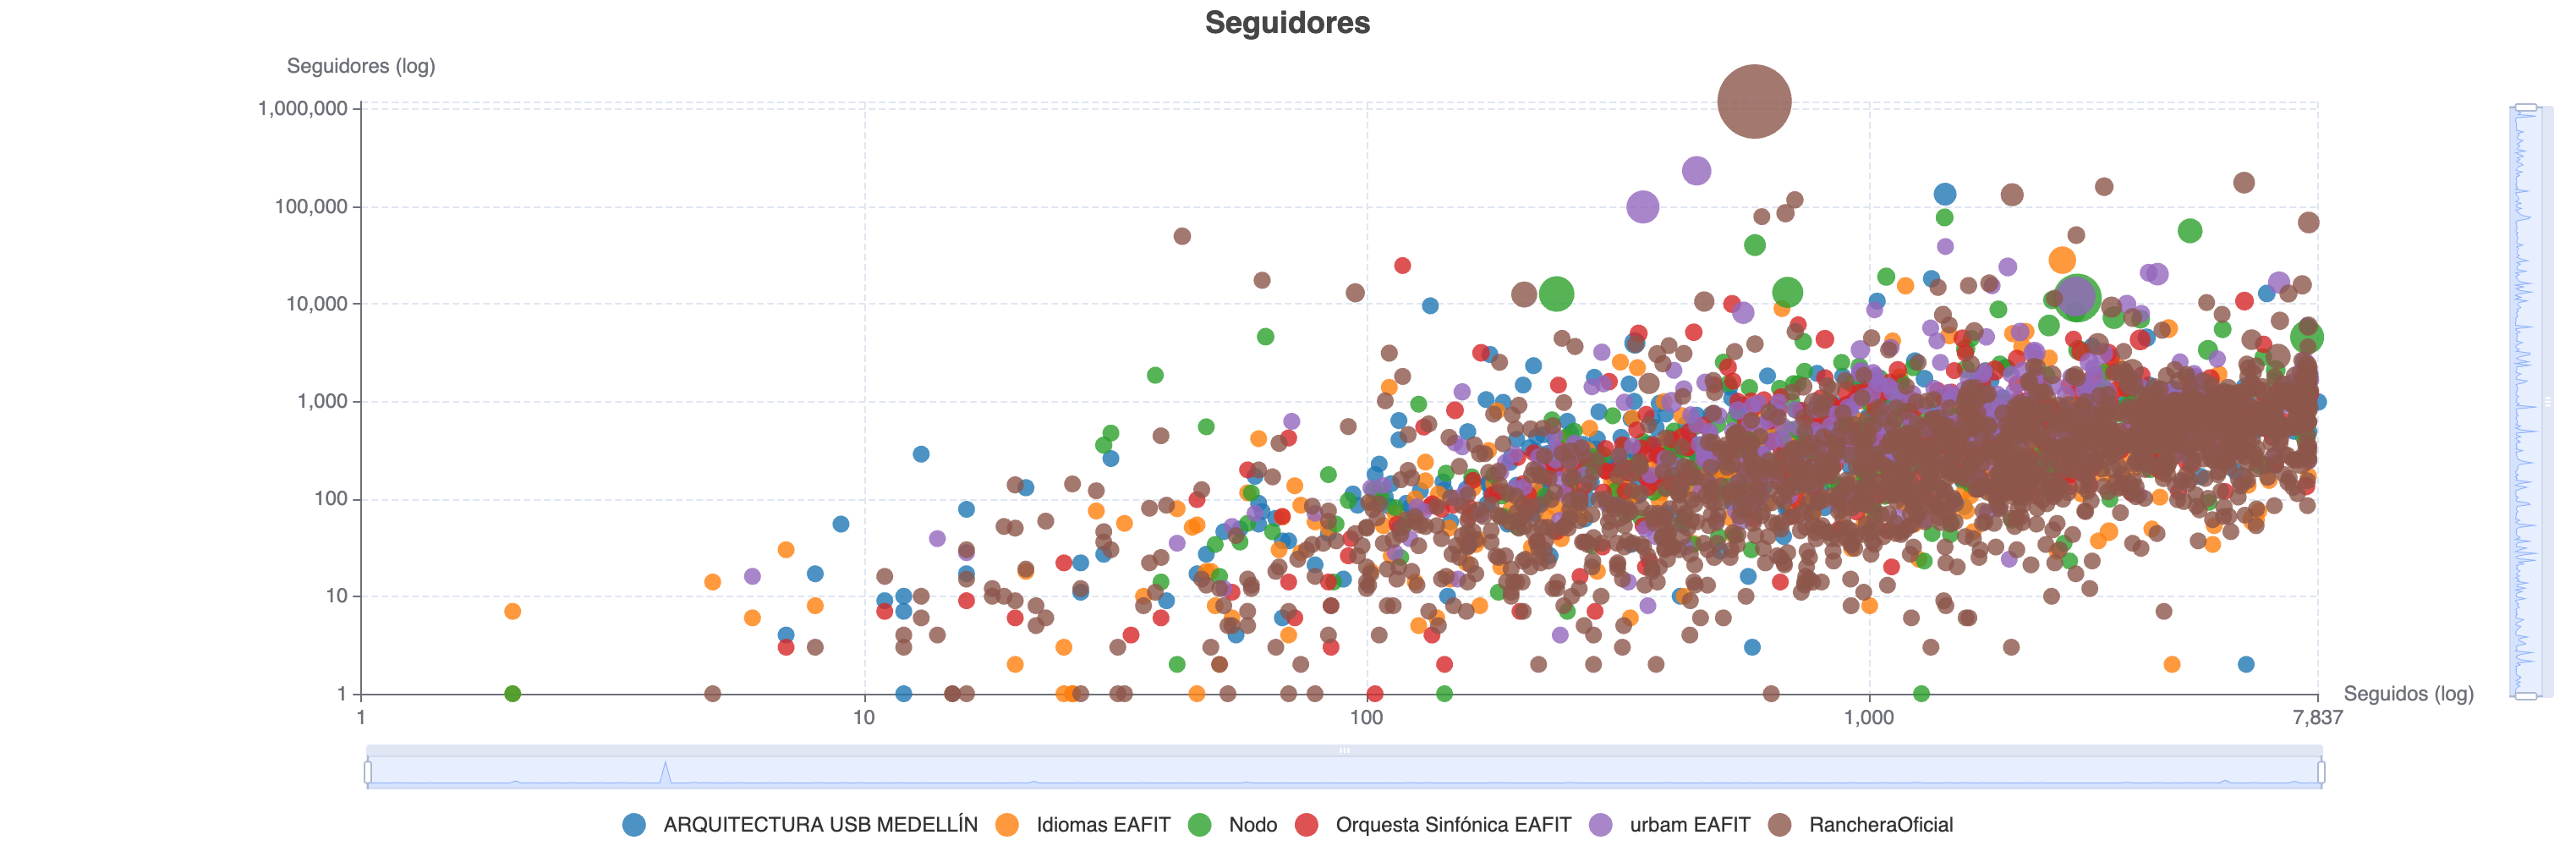 Seguidores
Seguidores (log)
1,000,000
100,000
10,000
1,000
100
10
1
1 10 100 1,000 7,837
Seguidos (log)
ARQUITECTURA USB MEDELLÍN Idiomas EAFIT Nodo Orquesta Sinfónica EAFIT urbam EAFIT RancheraOficial